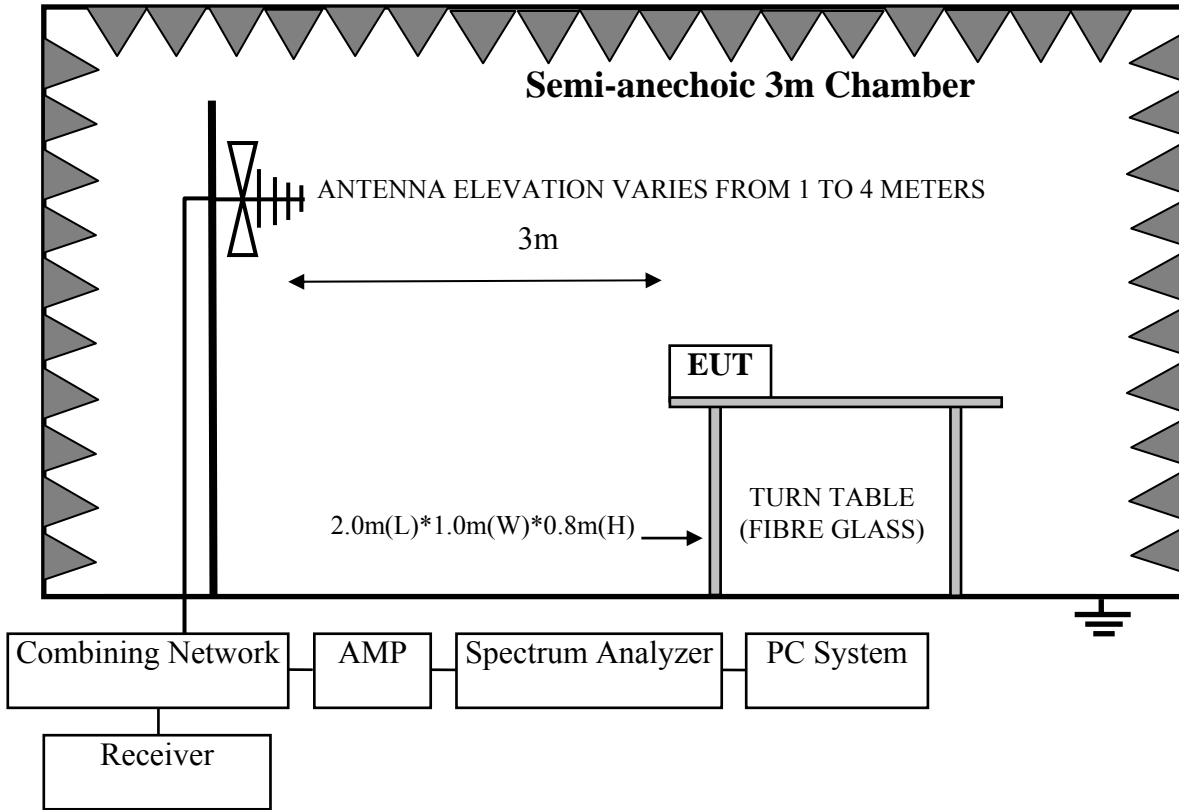 Semi-anechoic 3m Chamber
ANTENNA ELEVATION VARIES FROM 1 TO 4 METERS
3m
EUT
TURN TABLE
(FIBRE GLASS)
2.0m(L)*1.0m(W)*0.8m(H)
Combining Network
AMP
Spectrum Analyzer
PC System
Receiver